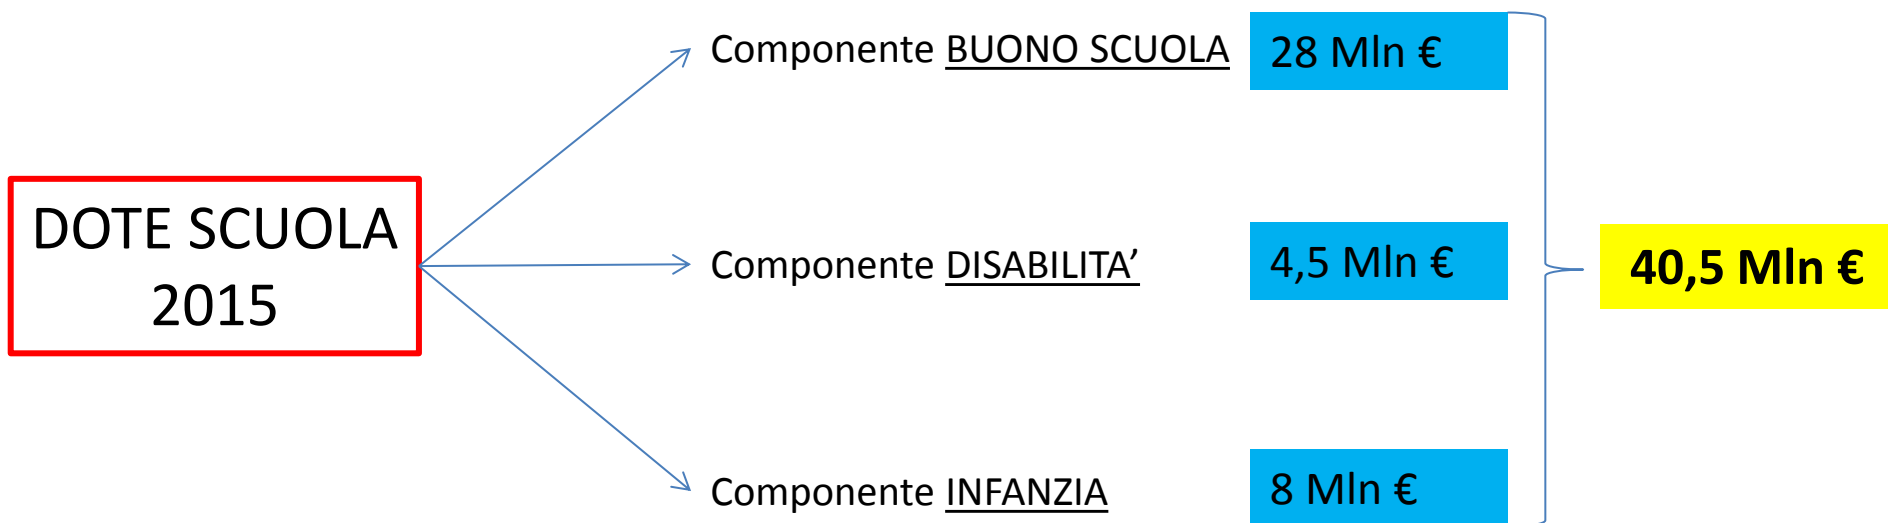 Componente BUONO SCUOLA 28 Mln €
DOTE SCUOLA
2015
Componente DISABILITA’ 4,5 Mln €
40,5 Mln €
Componente INFANZIA 8 Mln €